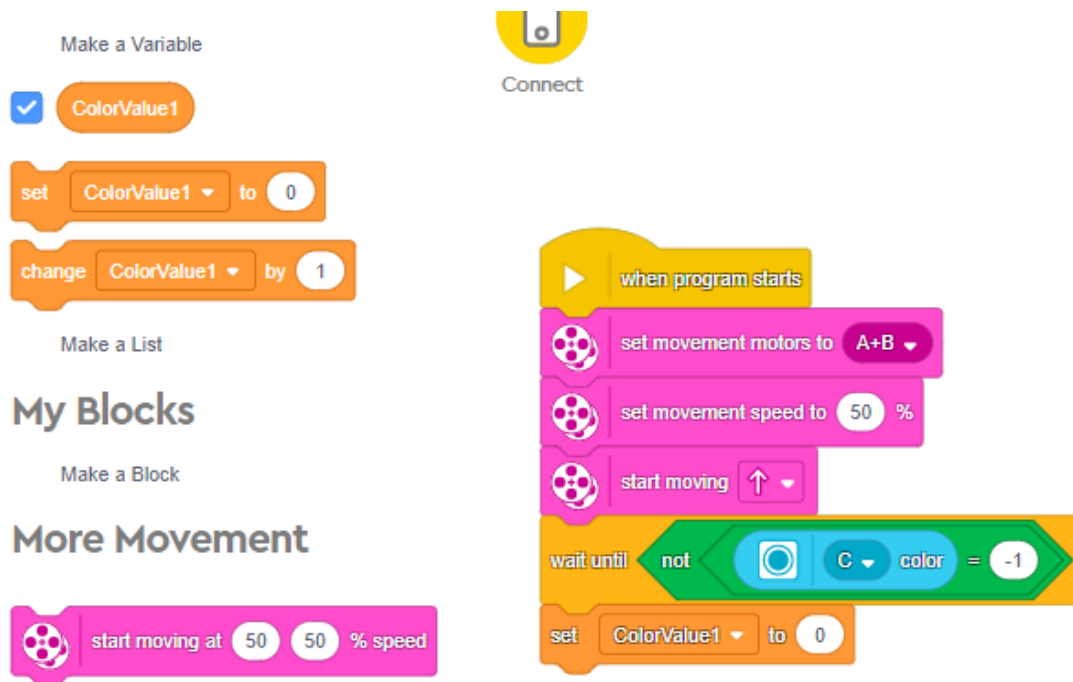 Make a Variable
ColorValue1
set ColorValue1 to 0
change ColorValue1 by 1
Make a List
My Blocks
Make a Block
More Movement
start moving at 50 50 % speed
Connect
when program starts
set movement motors to A+B
set movement speed to 50 %
start moving
wait until not C color = -1
set ColorValue1 to 0